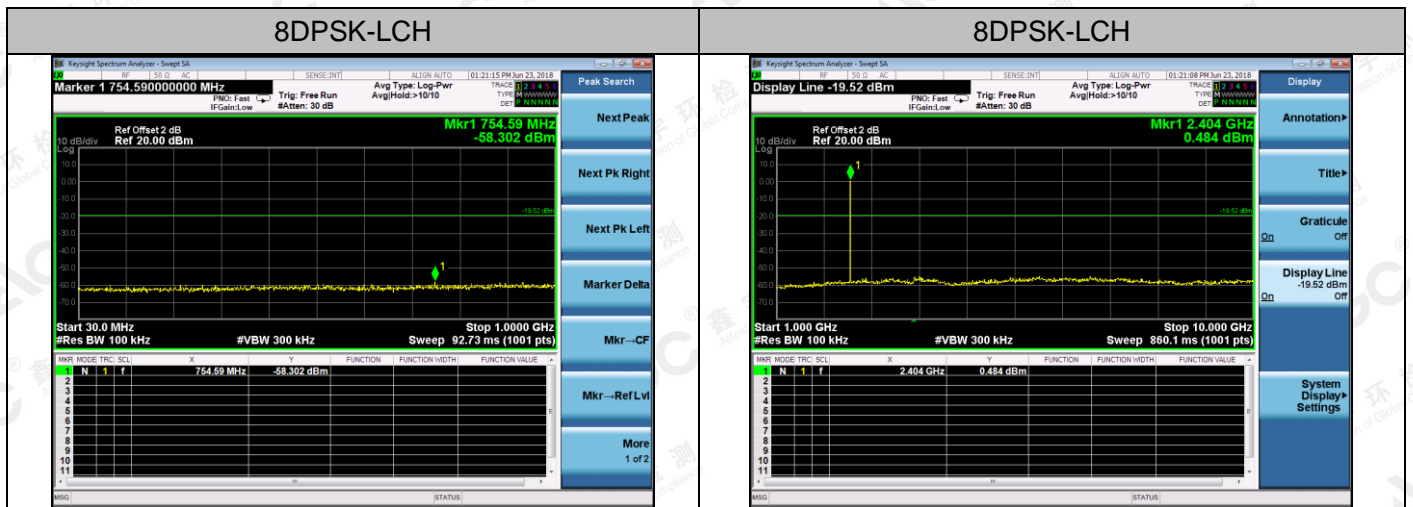 8DPSK-LCH
Keysight Spectrum Analyzer - Swept SA
RF 50 Ω AC SENSE:INT ALIGN AUTO 01:21:15 PM Jun 23, 2018
Marker 1 754.590000000 MHz
PNO: Fast
IFGain:Low
Trig: Free Run
#Atten: 30 dB
Avg Type: Log-Pwr
Avg|Hold:>10/10
TRACE 1 2 3 4 5 6
TYPE M WWWWW
DET P N N N N N
Mkr1 754.59 MHz
-58.302 dBm
Ref Offset 2 dB
10 dB/div Ref 20.00 dBm
Log
10.0
0.00
-10.0
-20.0
-19.52 dBm
-30.0
-40.0
-50.0
-60.0
-70.0
1
Start 30.0 MHz Stop 1.0000 GHz
#Res BW 100 kHz #VBW 300 kHz Sweep 92.73 ms (1001 pts)
MKR MODE TRC SCL X Y FUNCTION FUNCTION WIDTH FUNCTION VALUE
1 N 1 f 754.59 MHz -58.302 dBm
2
3
4
5
6
7
8
9
10
11
MSG STATUS
Peak Search
Next Peak
Next Pk Right
Next Pk Left
Marker Delta
Mkr→CF
Mkr→Ref Lvl
More
1 of 2
8DPSK-LCH
Keysight Spectrum Analyzer - Swept SA
RF 50 Ω AC SENSE:INT ALIGN AUTO 01:21:08 PM Jun 23, 2018
Display Line -19.52 dBm
PNO: Fast
IFGain:Low
Trig: Free Run
#Atten: 30 dB
Avg Type: Log-Pwr
Avg|Hold:>10/10
TRACE 1 2 3 4 5 6
TYPE M WWWWW
DET P N N N N N
Mkr1 2.404 GHz
0.484 dBm
Ref Offset 2 dB
10 dB/div Ref 20.00 dBm
Log
10.0
0.00
-10.0
-20.0
-19.52 dBm
-30.0
-40.0
-50.0
-60.0
-70.0
1
Start 1.000 GHz Stop 10.000 GHz
#Res BW 100 kHz #VBW 300 kHz Sweep 860.1 ms (1001 pts)
MKR MODE TRC SCL X Y FUNCTION FUNCTION WIDTH FUNCTION VALUE
1 N 1 f 2.404 GHz 0.484 dBm
2
3
4
5
6
7
8
9
10
11
MSG STATUS
Display
Annotation
Title
Graticule
On Off
Display Line
-19.52 dBm
On Off
System
Display
Settings